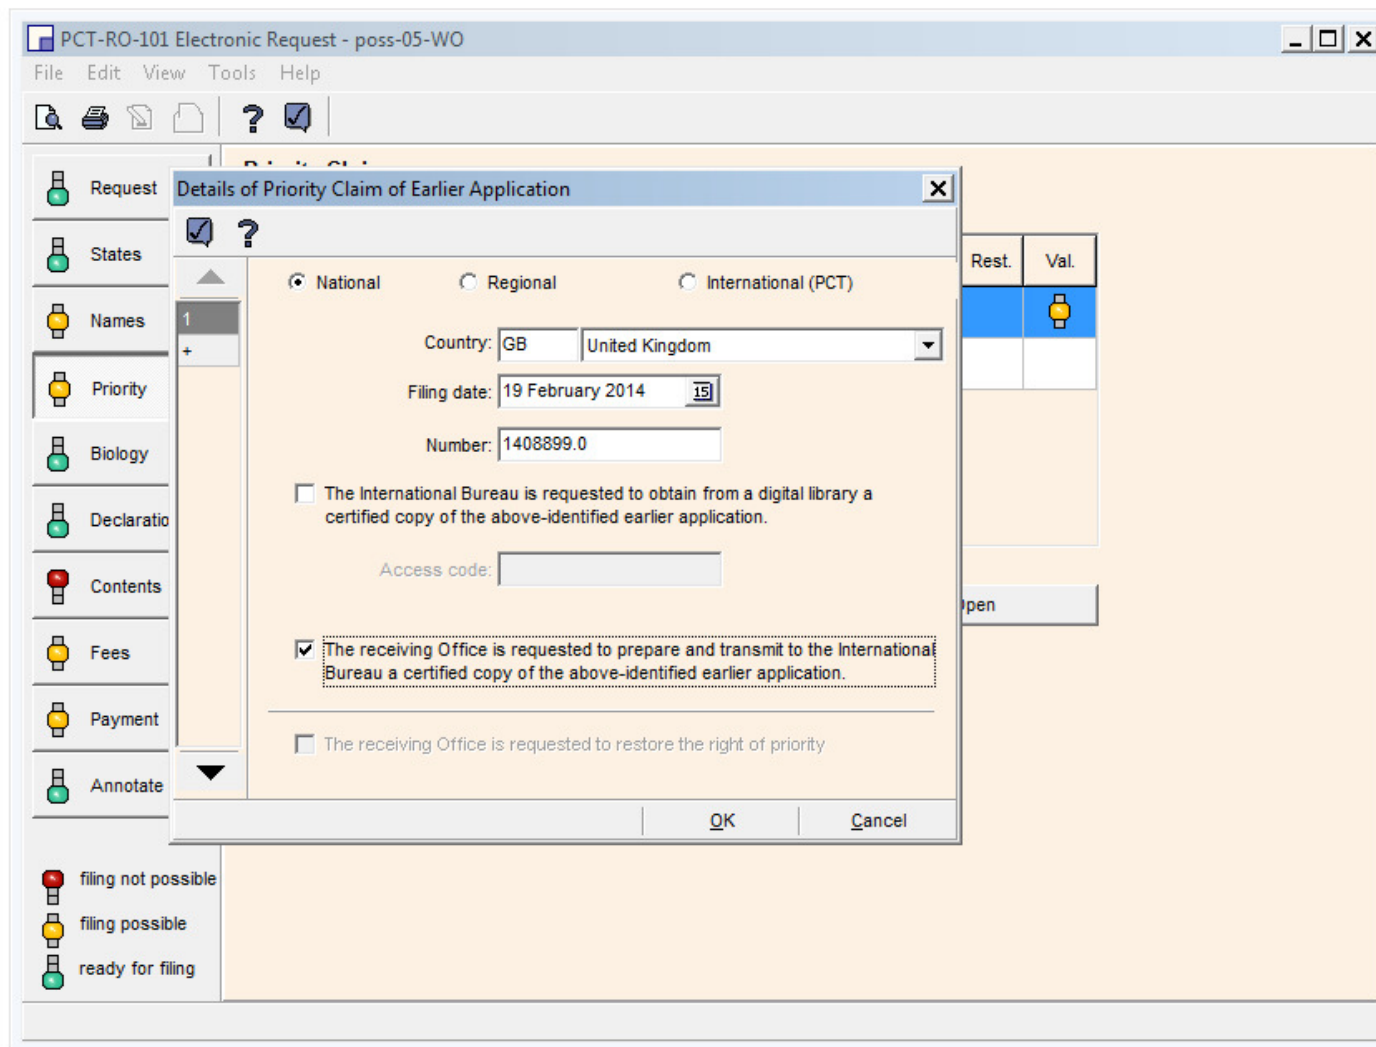 PCT-RO-101 Electronic Request - poss-05-WO
File Edit View Tools Help
Request
States
Names
Priority
Biology
Declaratio
Contents
Fees
Payment
Annotate
filing not possible
filing possible
ready for filing
Details of Priority Claim of Earlier Application
1
+
National Regional International (PCT)
Country: GB United Kingdom
Filing date: 19 February 2014 15
Number: 1408899.0
The International Bureau is requested to obtain from a digital library a
certified copy of the above-identified earlier application.
Access code:
The receiving Office is requested to prepare and transmit to the International
Bureau a certified copy of the above-identified earlier application.
The receiving Office is requested to restore the right of priority
OK Cancel
Rest. Val.